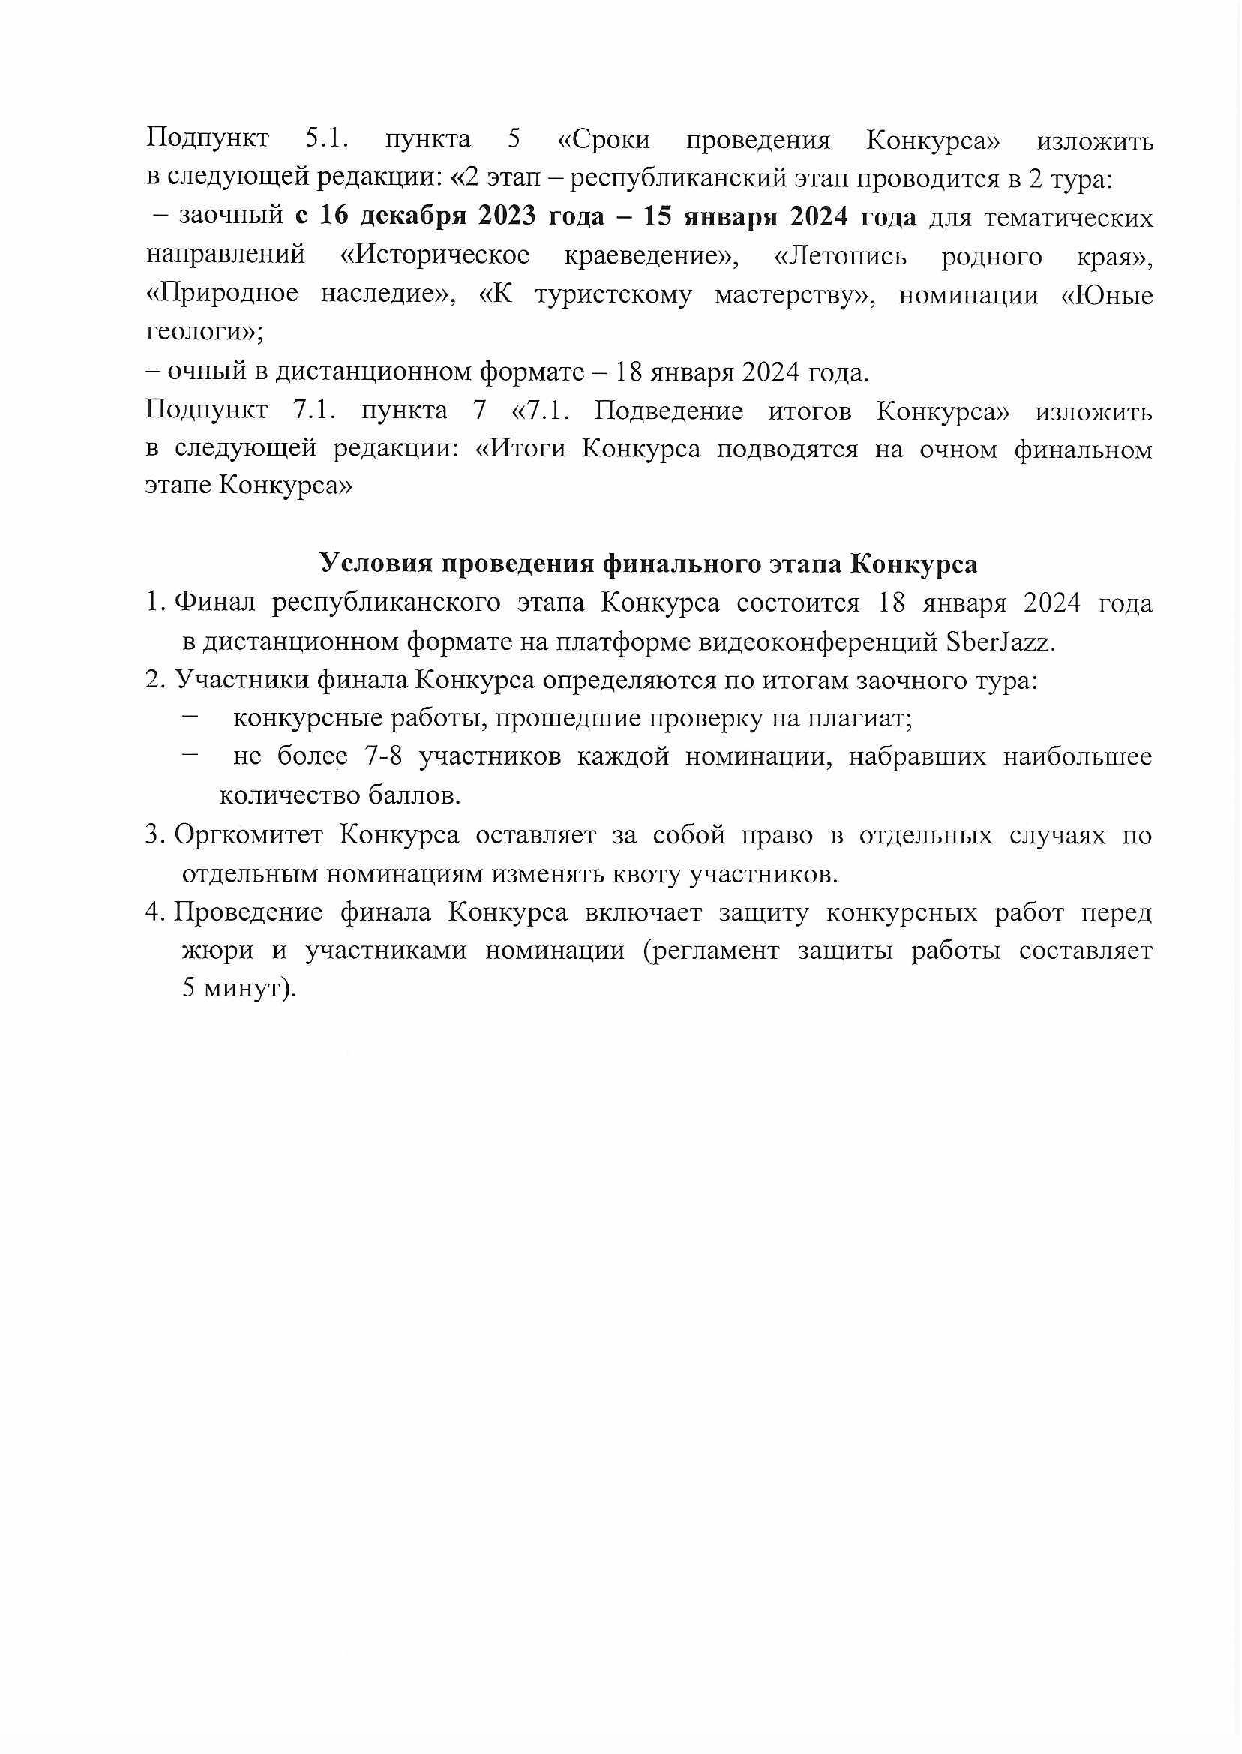 Подпункт 5.1. пункта 5 «Сроки проведения Конкурса» изложить
в следующей редакции: «2 этап – республиканский этап проводится в 2 тура:
– заочный с 16 декабря 2023 года – 15 января 2024 года для тематических
направлений «Историческое краеведение», «Летопись родного края»,
«Природное наследие», «К туристскому мастерству», номинации «Юные
геологи»;
– очный в дистанционном формате – 18 января 2024 года.
Подпункт 7.1. пункта 7 «7.1. Подведение итогов Конкурса» изложить
в следующей редакции: «Итоги Конкурса подводятся на очном финальном
этапе Конкурса»
Условия проведения финального этапа Конкурса
1. Финал республиканского этапа Конкурса состоится 18 января 2024 года
в дистанционном формате на платформе видеоконференций SberJazz.
2. Участники финала Конкурса определяются по итогам заочного тура:
– конкурсные работы, прошедшие проверку на плагиат;
– не более 7-8 участников каждой номинации, набравших наибольшее
количество баллов.
3. Оргкомитет Конкурса оставляет за собой право в отдельных случаях по
отдельным номинациям изменять квоту участников.
4. Проведение финала Конкурса включает защиту конкурсных работ перед
жюри и участниками номинации (регламент защиты работы составляет
5 минут).